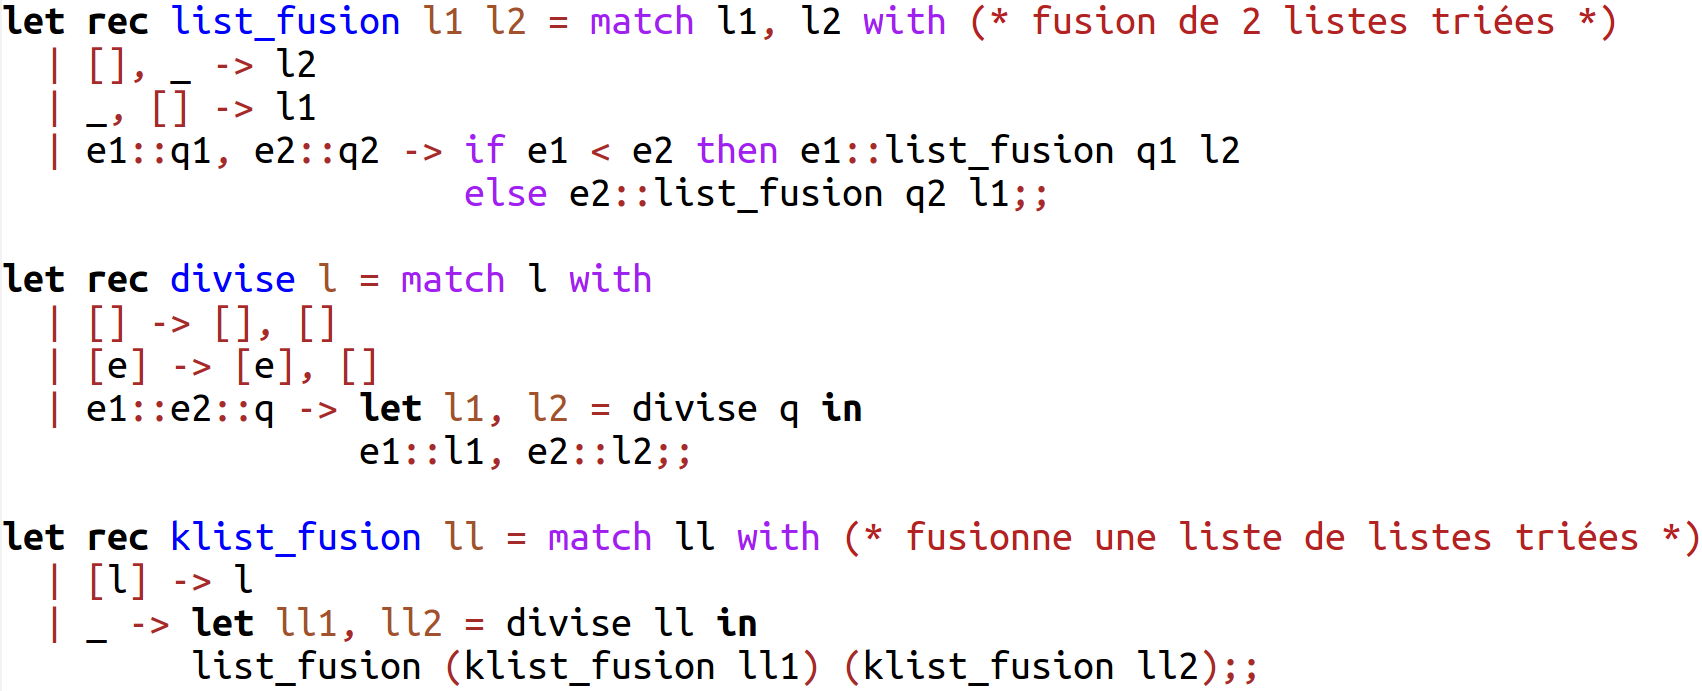 let rec list_fusion l1 l2 = match l1, l2 with (* fusion de 2 listes triées *)
  | [], _ -> l2
  | _, [] -> l1
  | e1::q1, e2::q2 -> if e1 < e2 then e1::list_fusion q1 l2
                      else e2::list_fusion q2 l1;;

let rec divise l = match l with
  | [] -> [], []
  | [e] -> [e], []
  | e1::e2::q -> let l1, l2 = divise q in
                 e1::l1, e2::l2;;

let rec klist_fusion ll = match ll with (* fusionne une liste de listes triées *)
  | [l] -> l
  | _ -> let ll1, ll2 = divise ll in
         list_fusion (klist_fusion ll1) (klist_fusion ll2);;